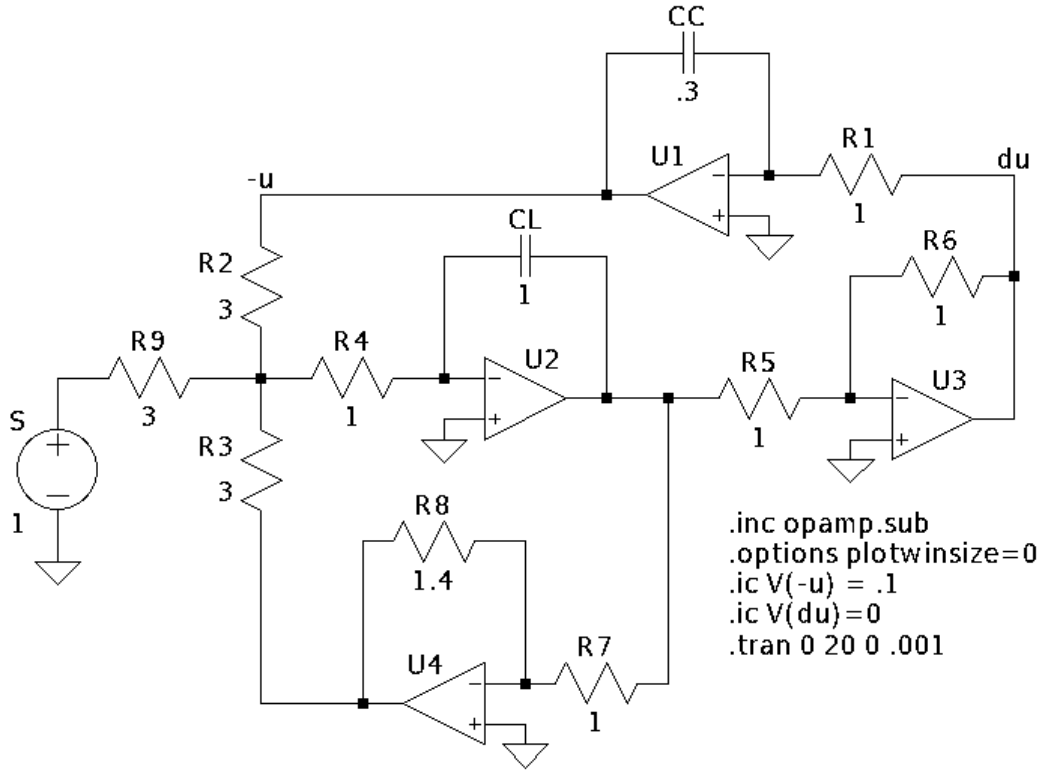 CC
.3
U1
-
+
R1
1
du
-u
R2
3
CL
1
R6
1
R9
3
R4
1
U2
-
+
R5
1
U3
-
+
S
+
-
1
R3
3
R8
1.4
U4
-
+
R7
1
.inc opamp.sub
.options plotwinsize=0
.ic V(-u) = .1
.ic V(du)=0
.tran 0 20 0 .001